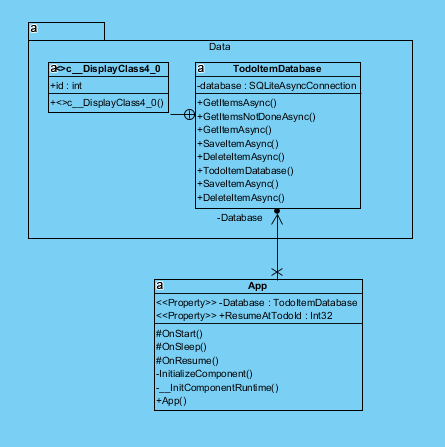 a
Data
a<>c__DisplayClass4_0
+id : int
+<>c__DisplayClass4_0()
a
TodoItemDatabase
-database : SQLiteAsyncConnection
+GetItemsAsync()
+GetItemsNotDoneAsync()
+GetItemAsync()
+SaveItemAsync()
+DeleteItemAsync()
+TodoItemDatabase()
+SaveItemAsync()
+DeleteItemAsync()
-Database
a
App
<<Property>> -Database : TodoItemDatabase
<<Property>> +ResumeAtTodoId : Int32
#OnStart()
#OnSleep()
#OnResume()
-InitializeComponent()
-__InitComponentRuntime()
+App()